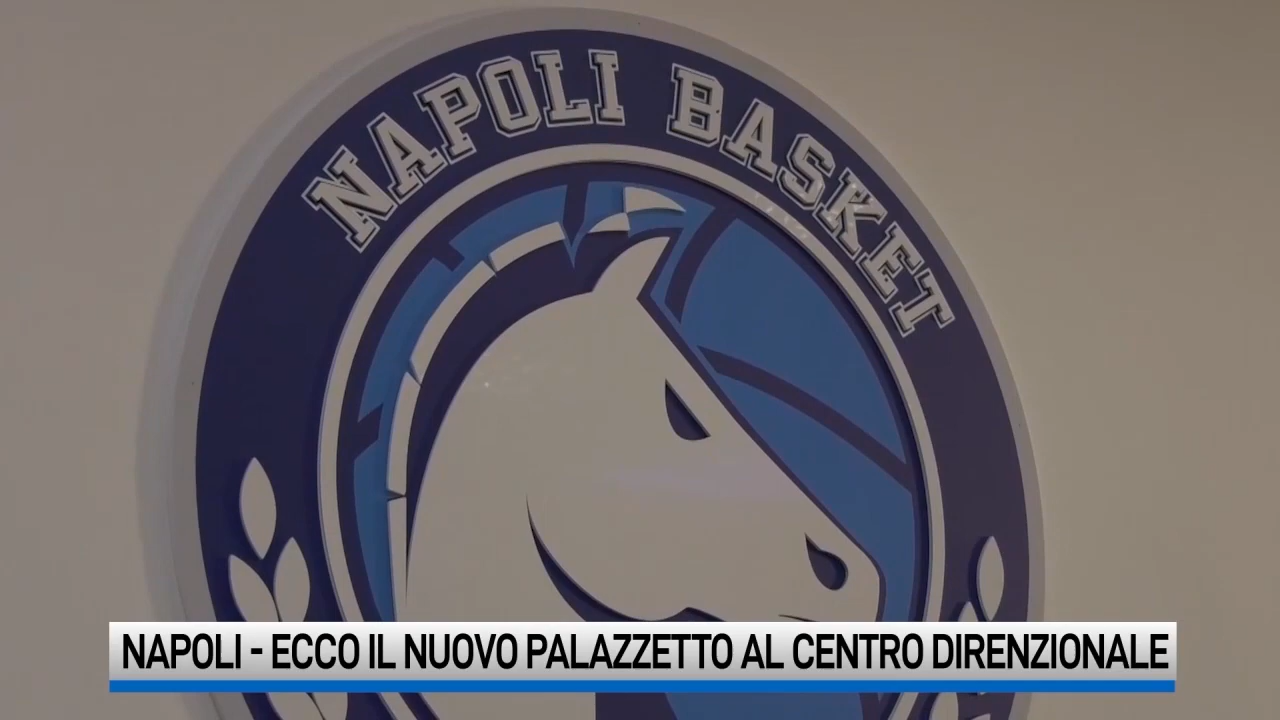 NAPOLI BASKET
NAPOLI - ECCO IL NUOVO PALAZZETTO AL CENTRO DIRENZIONALE